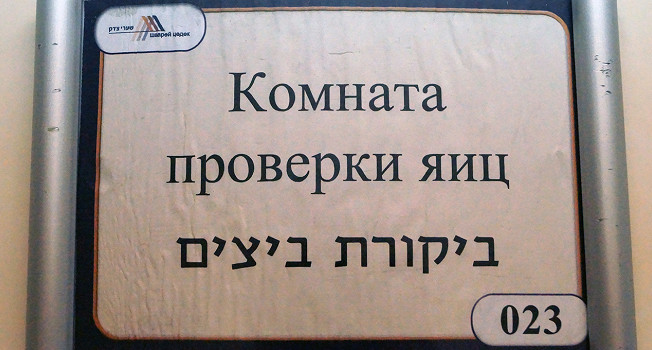 שערי צדק
шаарей цедек
Комната
проверки яиц
ביקורת ביצים
023